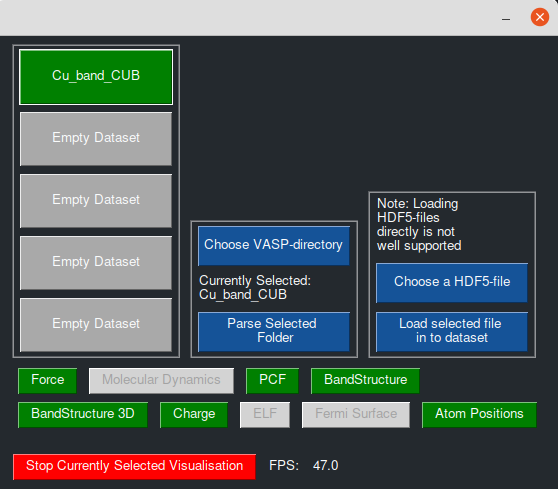 Cu_band_CUB
Empty Dataset
Empty Dataset
Empty Dataset
Empty Dataset
Choose VASP-directory
Currently Selected:
Cu_band_CUB
Parse Selected
Folder
Note: Loading
HDF5-files
directly is not
well supported
Choose a HDF5-file
Load selected file
in to dataset
Force Molecular Dynamics PCF BandStructure
BandStructure 3D Charge ELF Fermi Surface Atom Positions
Stop Currently Selected Visualisation FPS: 47.0